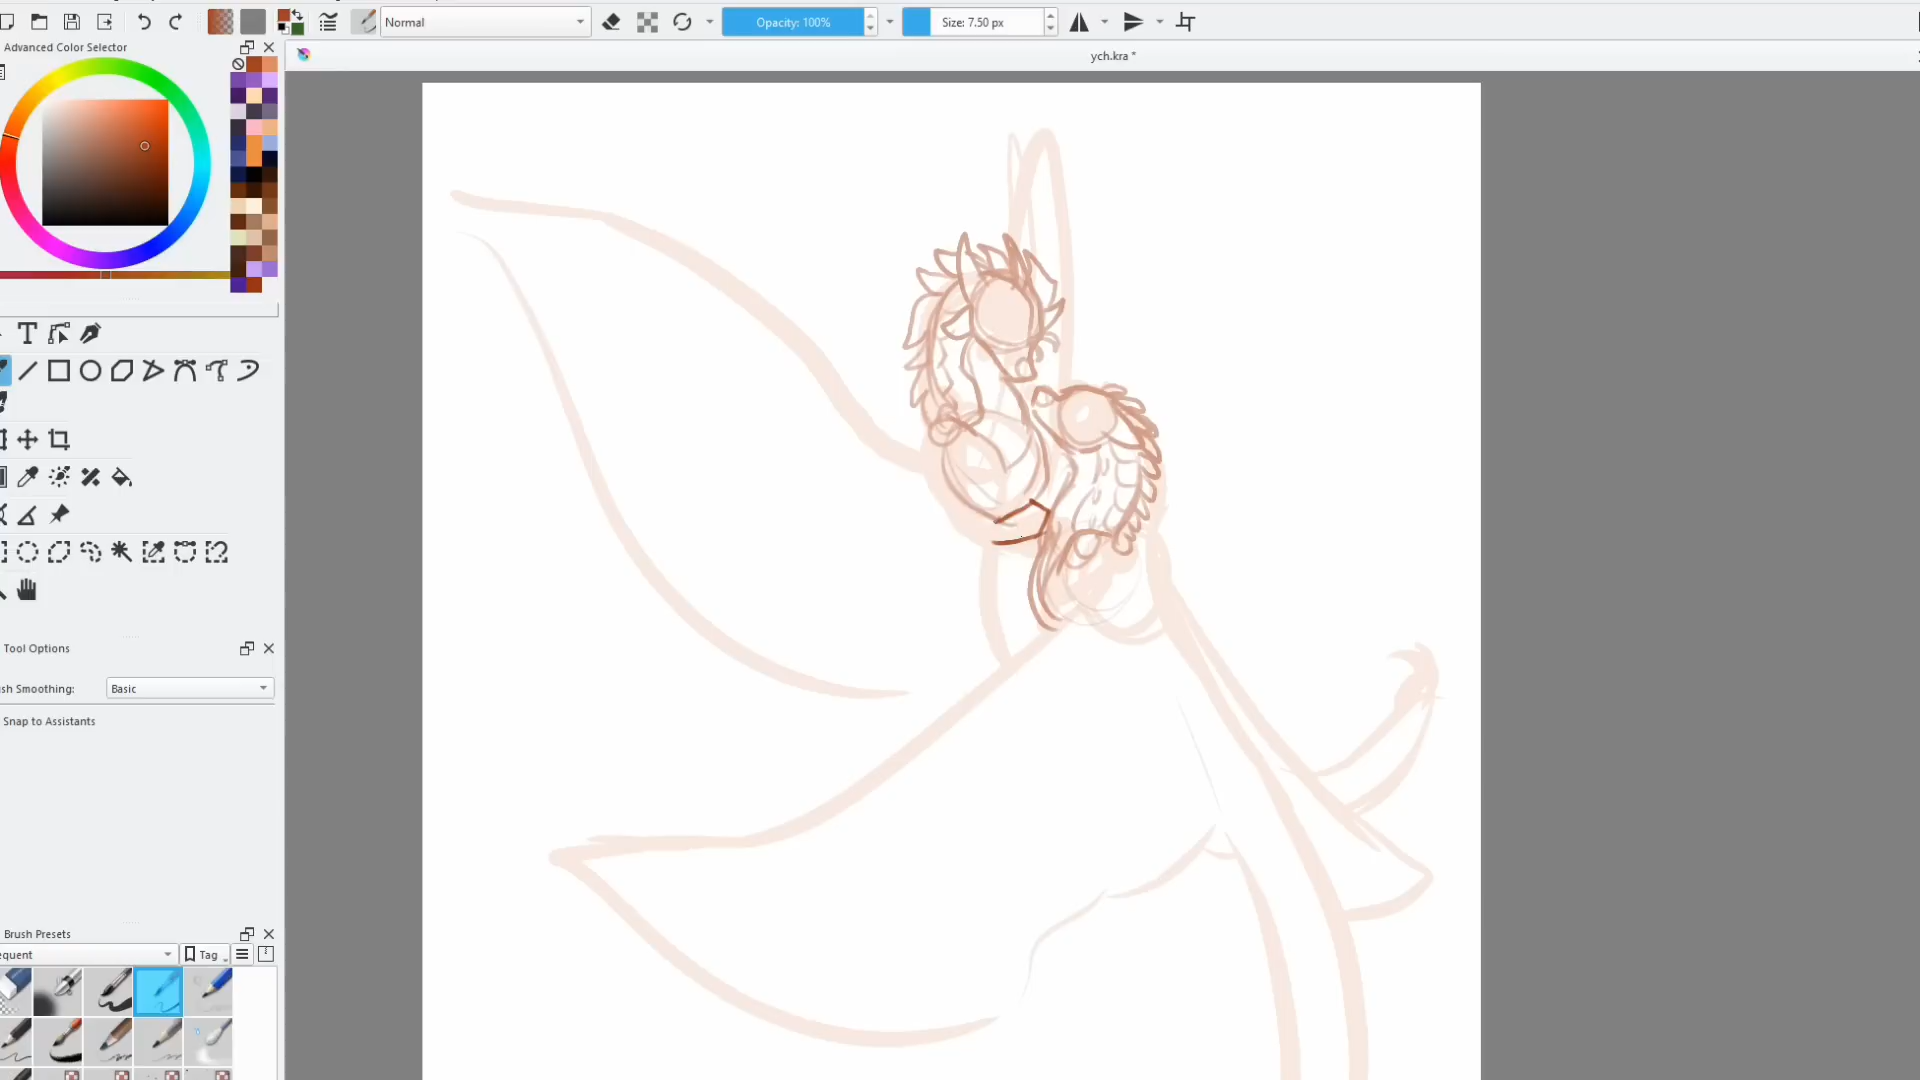 Normal
Opacity: 100%
Size: 7.50 px
Advanced Color Selector
ych.kra *
T
Tool Options
sh Smoothing:
Basic
Snap to Assistants
Brush Presets
equent
Tag